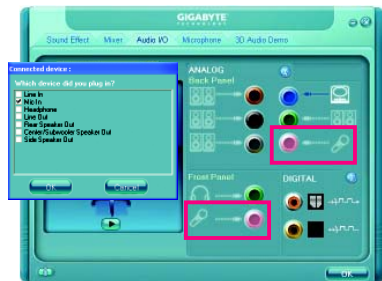 GIGABYTE
TECHNOLOGY
Sound Effect Mixer Audio I/O Microphone 3D Audio Demo
Connected device :
Which device did you plug in?
Line In
Mic In
Headphone
Line Out
Rear Speaker Out
Center/Subwoofer Speaker Out
Side Speaker Out
OK Cancel
ANALOG
Back Panel
Front Panel
DIGITAL
OK